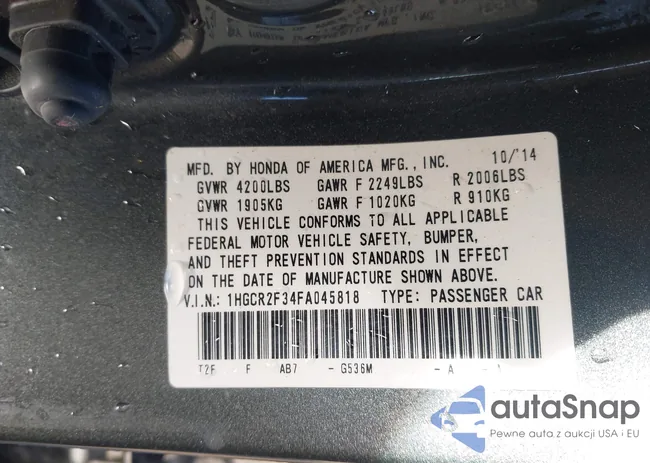 MFD. BY HONDA OF AMERICA MFG., INC. 10/'14
GVWR 4200LBS GAWR F 2249LBS R 2006LBS
GVWR 1905KG GAWR F 1020KG R 910KG
THIS VEHICLE CONFORMS TO ALL APPLICABLE
FEDERAL MOTOR VEHICLE SAFETY, BUMPER,
AND THEFT PREVENTION STANDARDS IN EFFECT
ON THE DATE OF MANUFACTURE SHOWN ABOVE.
V.I.N.: 1HGCR2F34FA045818 TYPE: PASSENGER CAR
T2F F AB7 - G536M - A - 1
autaSnap
Pewne auta z aukcji USA i EU